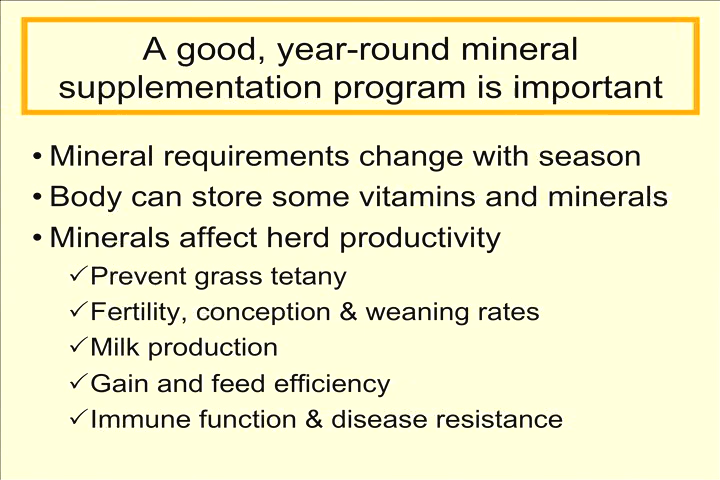 A good, year-round mineral
supplementation program is important
• Mineral requirements change with season
• Body can store some vitamins and minerals
• Minerals affect herd productivity
✓Prevent grass tetany
✓Fertility, conception & weaning rates
✓Milk production
✓Gain and feed efficiency
✓Immune function & disease resistance